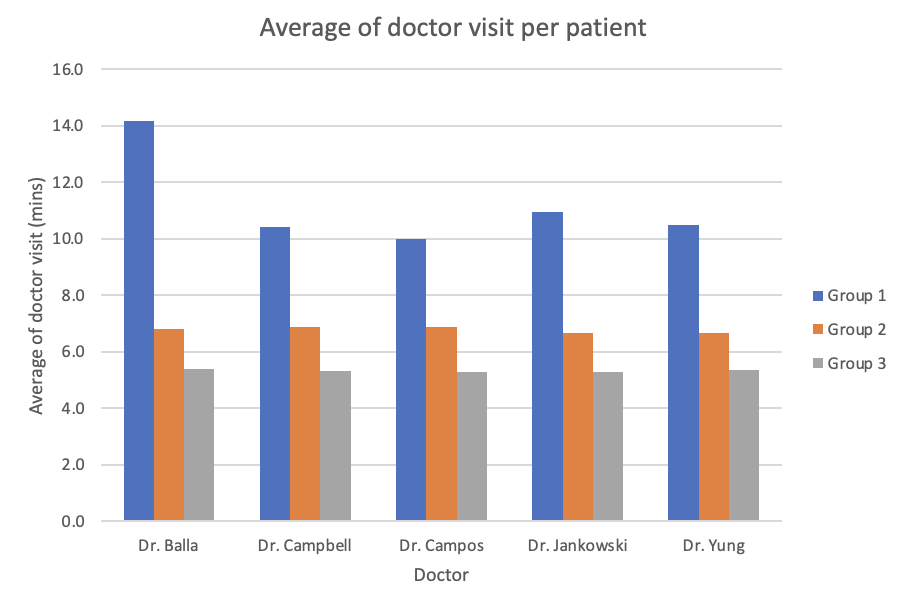 Average of doctor visit per patient
Average of doctor visit (mins)
16.0
14.0
12.0
10.0
8.0
6.0
4.0
2.0
0.0
Dr. Balla Dr. Campbell Dr. Campos Dr. Jankowski Dr. Yung
Doctor
Group 1
Group 2
Group 3